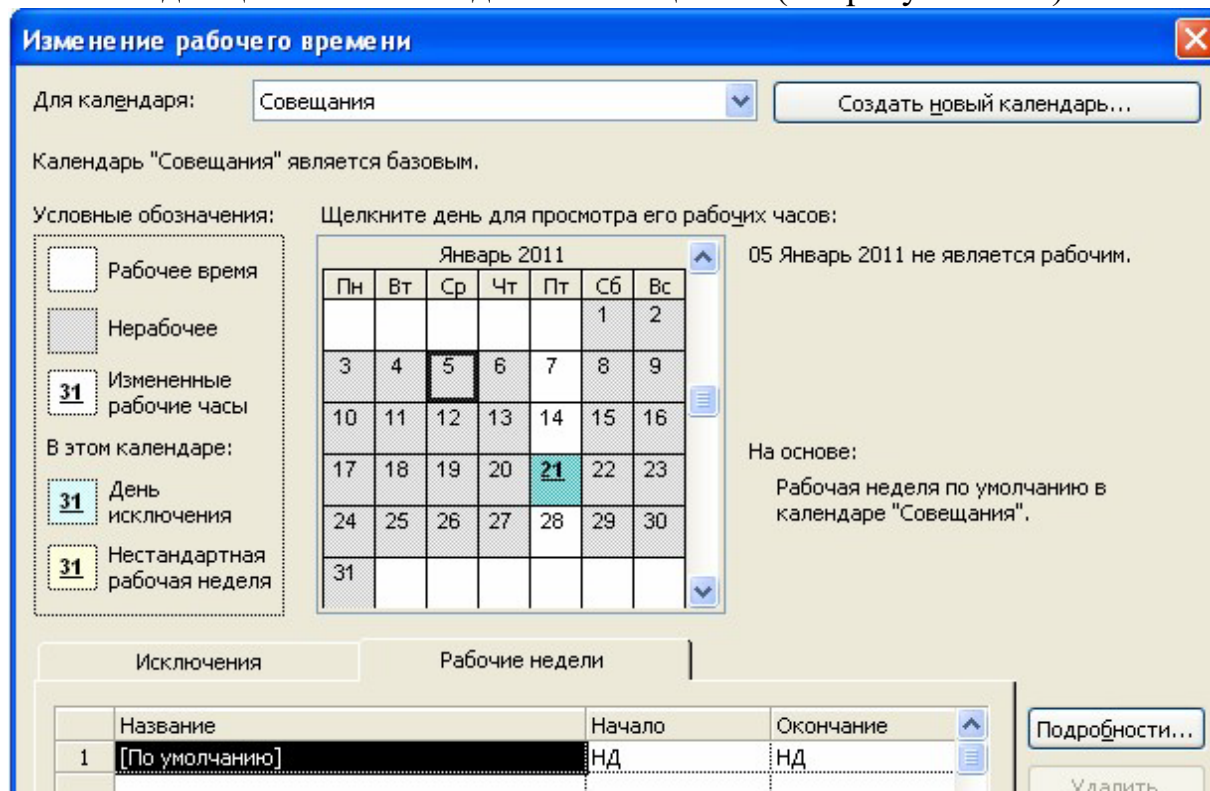 Изменение рабочего времени
Для календаря: Совещания Создать новый календарь...
Календарь "Совещания" является базовым.
Условные обозначения: Щелкните день для просмотра его рабочих часов:
Рабочее время
Нерабочее
31 Измененные рабочие часы
В этом календаре:
31 День исключения
31 Нестандартная рабочая неделя
Январь 2011
Пн Вт Ср Чт Пт Сб Вс
1 2
3 4 5 6 7 8 9
10 11 12 13 14 15 16
17 18 19 20 21 22 23
24 25 26 27 28 29 30
31
05 Январь 2011 не является рабочим.
На основе:
Рабочая неделя по умолчанию в
календаре "Совещания".
Исключения Рабочие недели
Название Начало Окончание
1 [По умолчанию] НД НД
Подробности...
Удалить